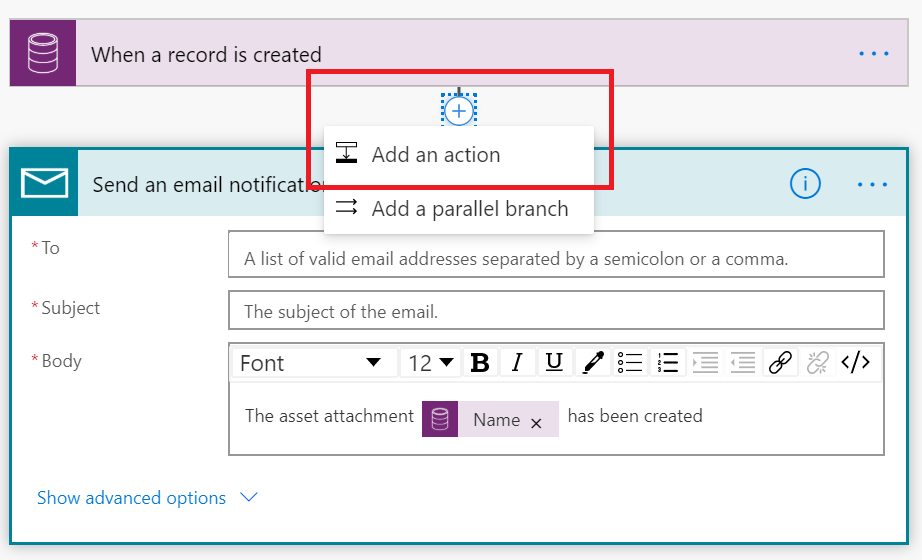 When a record is created
Add an action
Send an email notification
Add a parallel branch
* To
A list of valid email addresses separated by a semicolon or a comma.
* Subject
The subject of the email.
* Body
Font 12 B I U </>
The asset attachment Name × has been created
Show advanced options